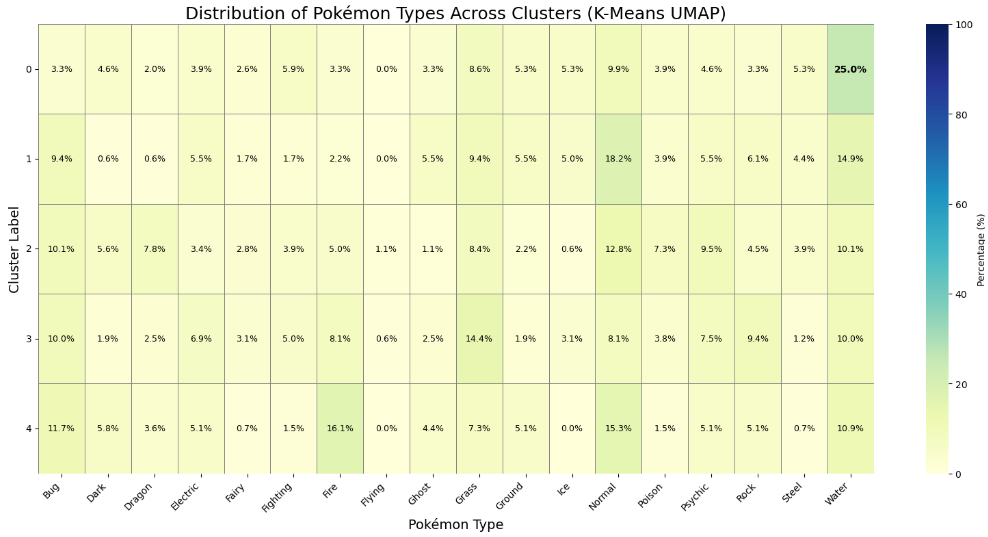 Distribution of Pokémon Types Across Clusters (K-Means UMAP)
0 3.3% 4.6% 2.0% 3.9% 2.6% 5.9% 3.3% 0.0% 3.3% 8.6% 5.3% 5.3% 9.9% 3.9% 4.6% 3.3% 5.3% 25.0%
1 9.4% 0.6% 0.6% 5.5% 1.7% 1.7% 2.2% 0.0% 5.5% 9.4% 5.5% 5.0% 18.2% 3.9% 5.5% 6.1% 4.4% 14.9%
2 10.1% 5.6% 7.8% 3.4% 2.8% 3.9% 5.0% 1.1% 1.1% 8.4% 2.2% 0.6% 12.8% 7.3% 9.5% 4.5% 3.9% 10.1%
3 10.0% 1.9% 2.5% 6.9% 3.1% 5.0% 8.1% 0.6% 2.5% 14.4% 1.9% 3.1% 8.1% 3.8% 7.5% 9.4% 1.2% 10.0%
4 11.7% 5.8% 3.6% 5.1% 0.7% 1.5% 16.1% 0.0% 4.4% 7.3% 5.1% 0.0% 15.3% 1.5% 5.1% 5.1% 0.7% 10.9%
Bug Dark Dragon Electric Fairy Fighting Fire Flying Ghost Grass Ground Ice Normal Poison Psychic Rock Steel Water
Pokémon Type
Cluster Label
100
80
60
40
20
0
Percentage (%)